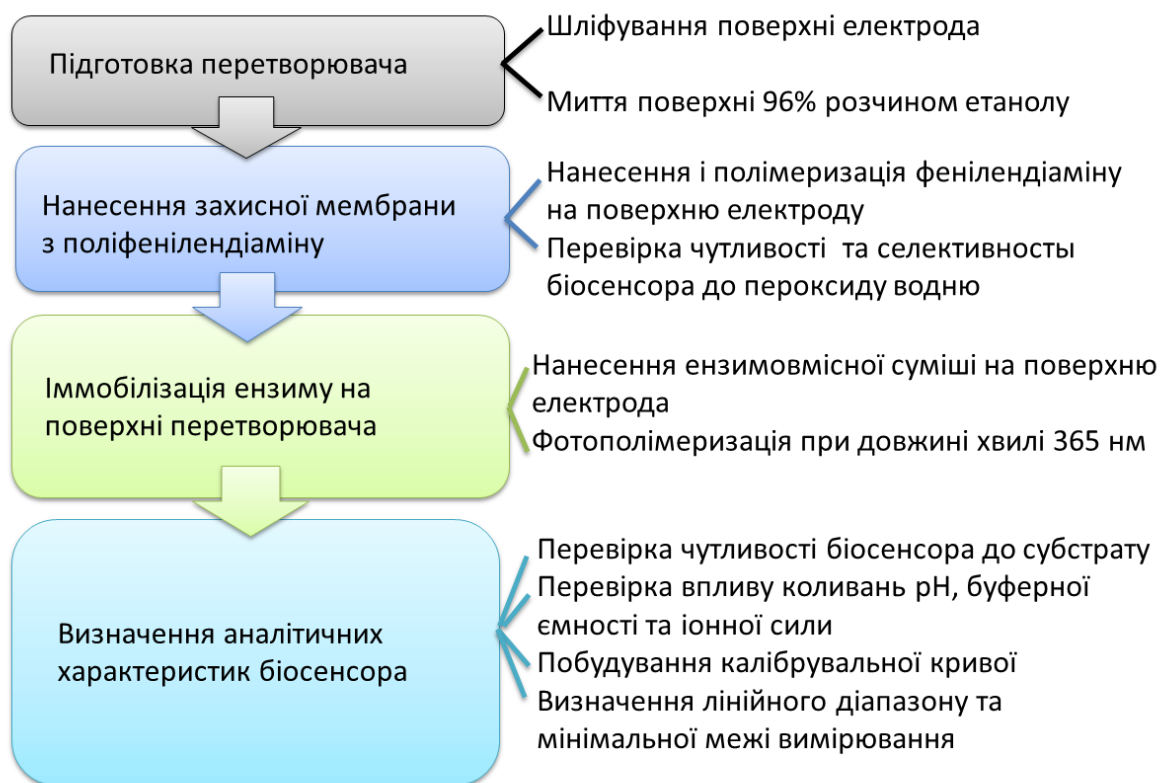 Підготовка перетворювача
Шліфування поверхні електрода
Миття поверхні 96% розчином етанолу
Нанесення захисної мембрани
з поліфенілендіаміну
Нанесення і полімеризація фенілендіаміну
на поверхню електроду
Перевірка чутливості та селективносты
біосенсора до пероксиду водню
Іммобілізація ензиму на
поверхні перетворювача
Нанесення ензимовмісної суміші на поверхню
електрода
Фотополімеризація при довжині хвилі 365 нм
Визначення аналітичних
характеристик біосенсора
Перевірка чутливості біосенсора до субстрату
Перевірка впливу коливань pH, буферної
ємності та іонної сили
Побудування калібрувальної кривої
Визначення лінійного діапазону та
мінімальної межі вимірювання